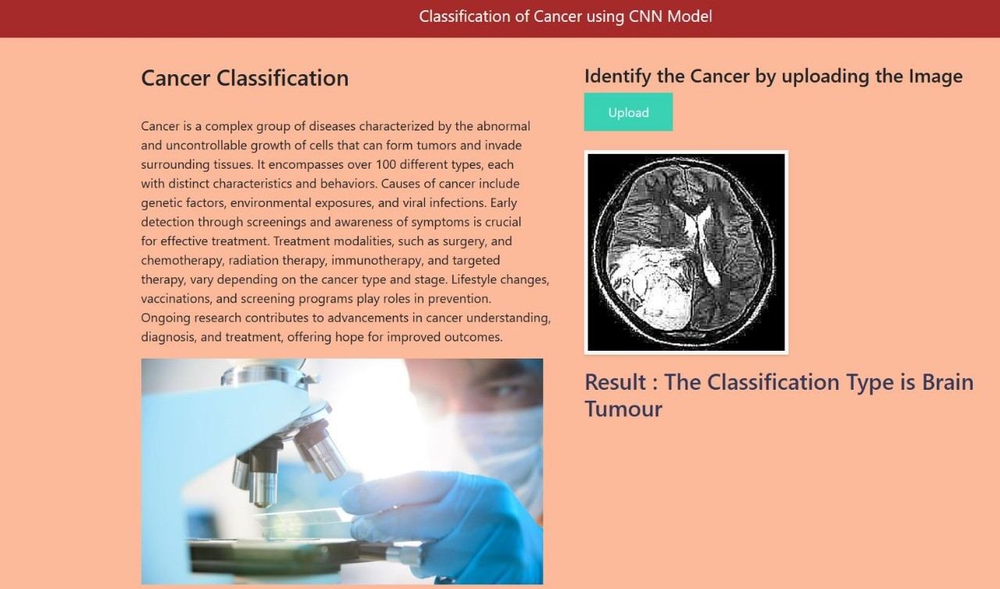 Classification of Cancer using CNN Model
Cancer Classification
Cancer is a complex group of diseases characterized by the abnormal
and uncontrollable growth of cells that can form tumors and invade
surrounding tissues. It encompasses over 100 different types, each
with distinct characteristics and behaviors. Causes of cancer include
genetic factors, environmental exposures, and viral infections. Early
detection through screenings and awareness of symptoms is crucial
for effective treatment. Treatment modalities, such as surgery, and
chemotherapy, radiation therapy, immunotherapy, and targeted
therapy, vary depending on the cancer type and stage. Lifestyle changes,
vaccinations, and screening programs play roles in prevention.
Ongoing research contributes to advancements in cancer understanding,
diagnosis, and treatment, offering hope for improved outcomes.
Identify the Cancer by uploading the Image
Upload
Result : The Classification Type is Brain
Tumour